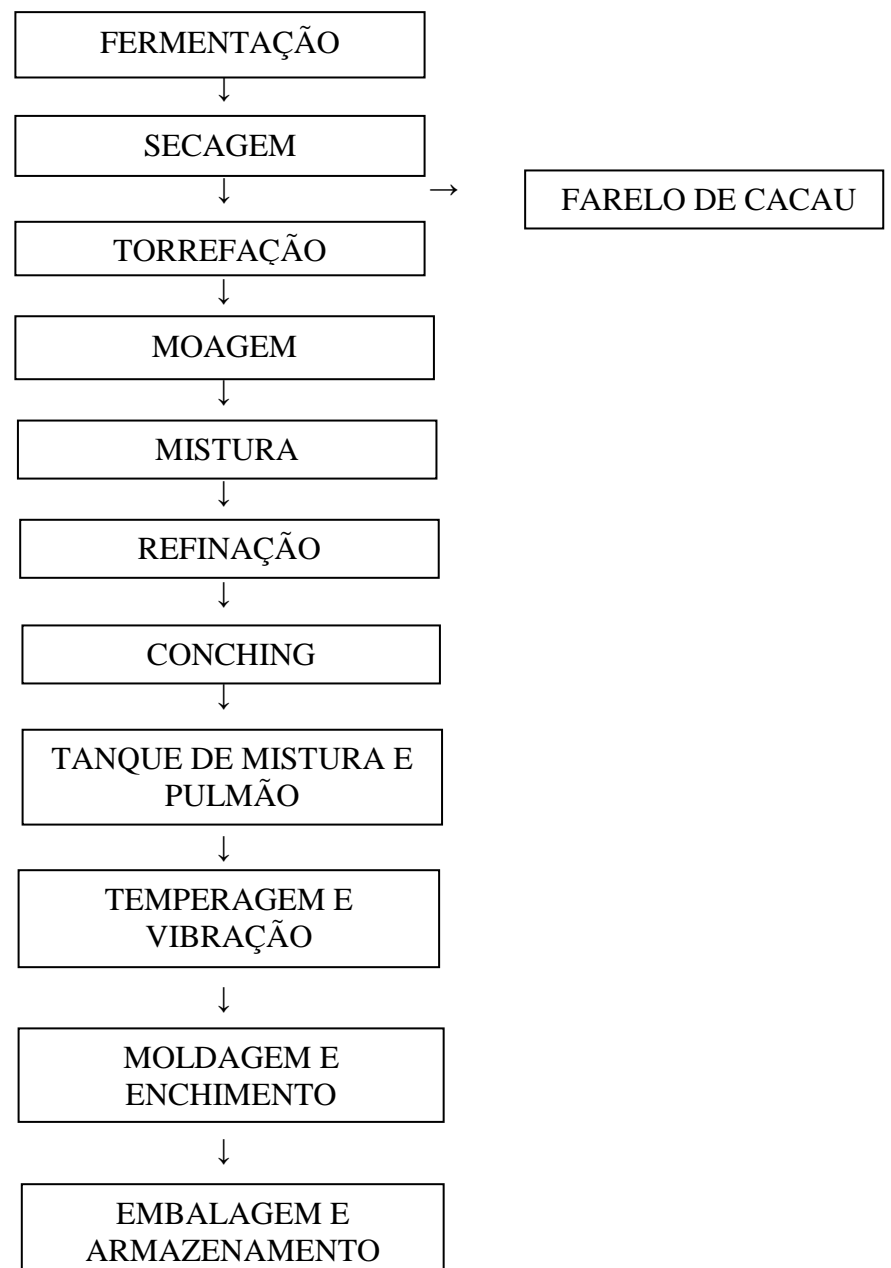 FERMENTAÇÃO
↓
SECAGEM
↓ →
FARELO DE CACAU
TORREFAÇÃO
↓
MOAGEM
↓
MISTURA
↓
REFINAÇÃO
↓
CONCHING
↓
TANQUE DE MISTURA E
PULMÃO
↓
TEMPERAGEM E
VIBRAÇÃO
↓
MOLDAGEM E
ENCHIMENTO
↓
EMBALAGEM E
ARMAZENAMENTO